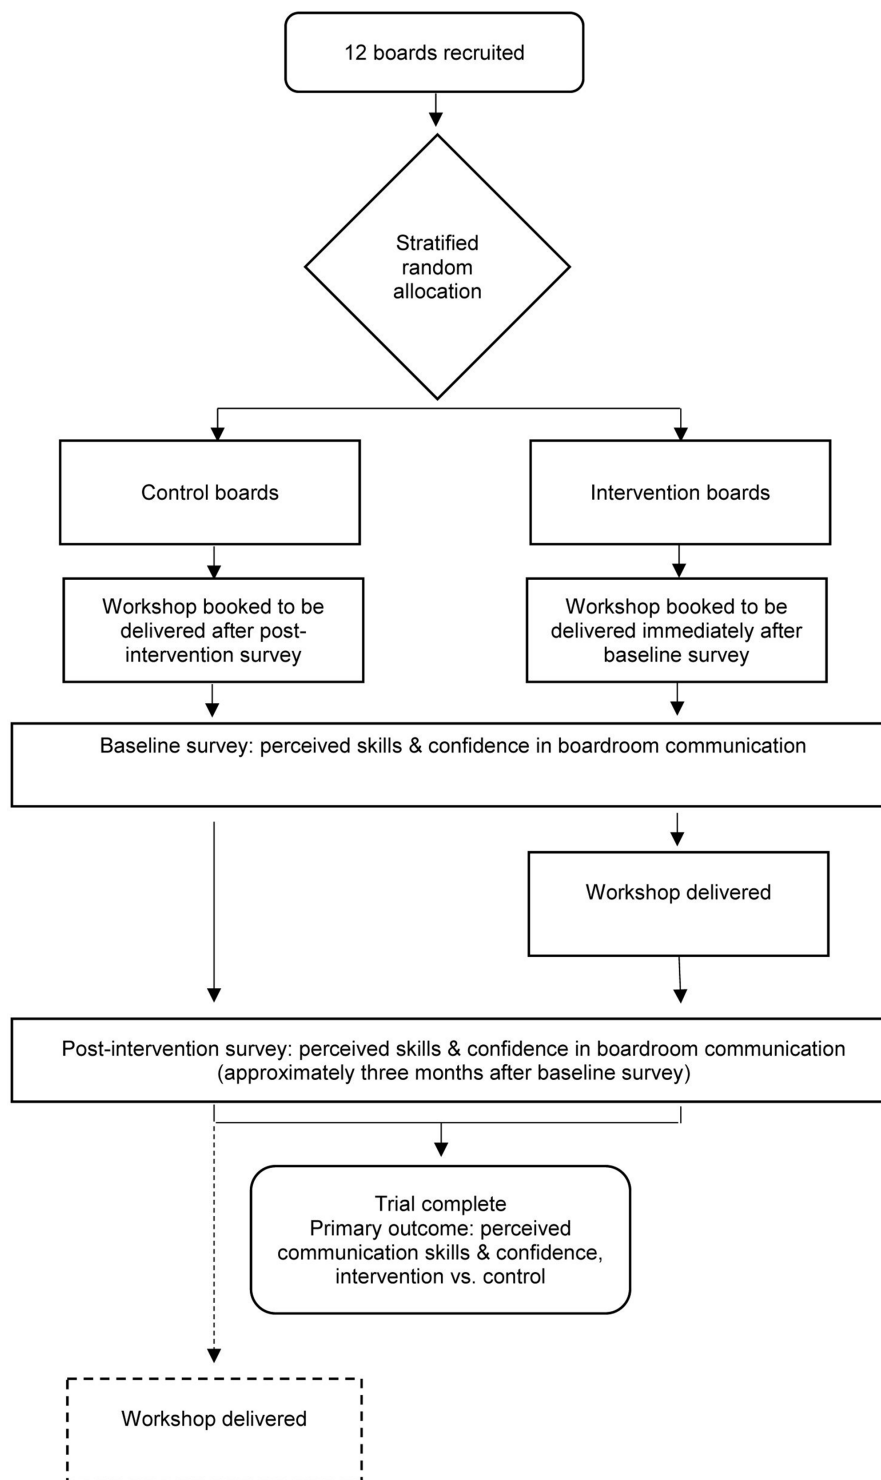 12 boards recruited
Stratified
random
allocation
Control boards
Intervention boards
Workshop booked to be
delivered after post-
intervention survey
Workshop booked to be
delivered immediately after
baseline survey
Baseline survey: perceived skills & confidence in boardroom communication
Workshop delivered
Post-intervention survey: perceived skills & confidence in boardroom communication
(approximately three months after baseline survey)
Trial complete
Primary outcome: perceived
communication skills & confidence,
intervention vs. control
Workshop delivered